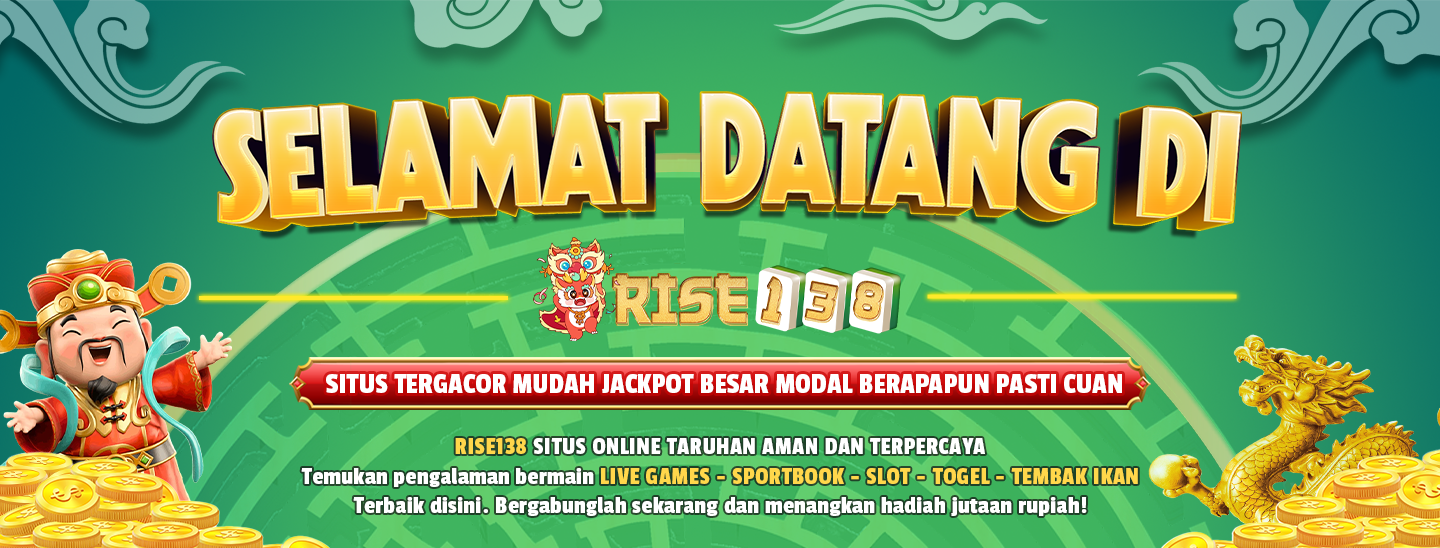 SELAMAT DATANG DI
RISE138
SITUS TERGACOR MUDAH JACKPOT BESAR MODAL BERAPAPUN PASTI CUAN
RISE138 SITUS ONLINE TARUHAN AMAN DAN TERPERCAYA
Temukan pengalaman bermain LIVE GAMES - SPORTBOOK - SLOT - TOGEL - TEMBAK IKAN
Terbaik disini. Bergabunglah sekarang dan menangkan hadiah jutaan rupiah!